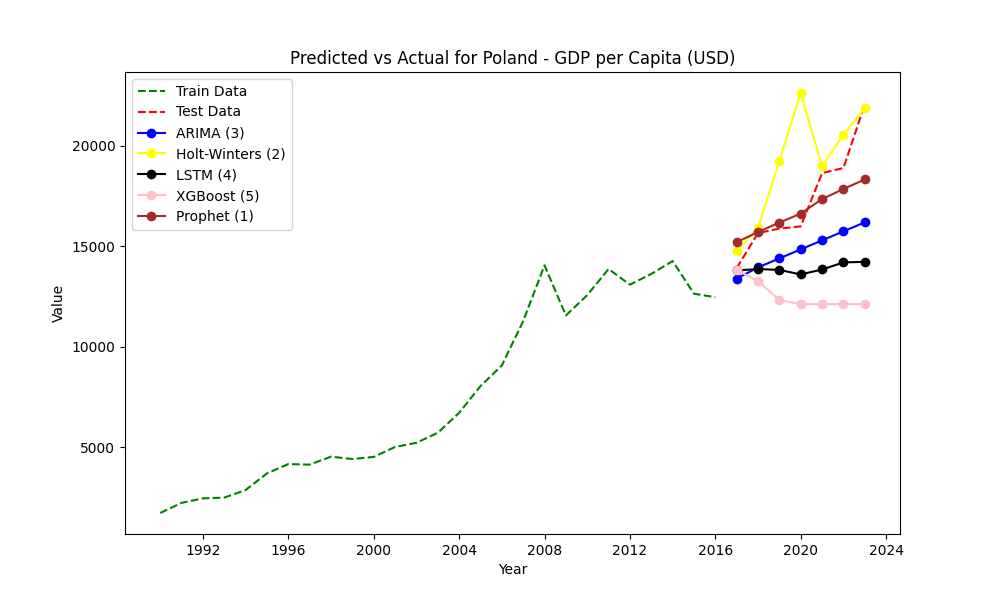 Predicted vs Actual for Poland - GDP per Capita (USD)
Train Data
Test Data
ARIMA (3)
Holt-Winters (2)
LSTM (4)
XGBoost (5)
Prophet (1)
20000
15000
10000
5000
Value
1992 1996 2000 2004 2008 2012 2016 2020 2024
Year